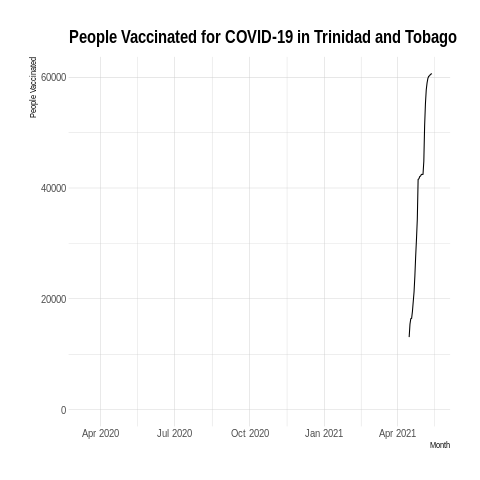 People Vaccinated for COVID-19 in Trinidad and Tobago
People Vaccinated
60000
40000
20000
0
Apr 2020 Jul 2020 Oct 2020 Jan 2021 Apr 2021
Month